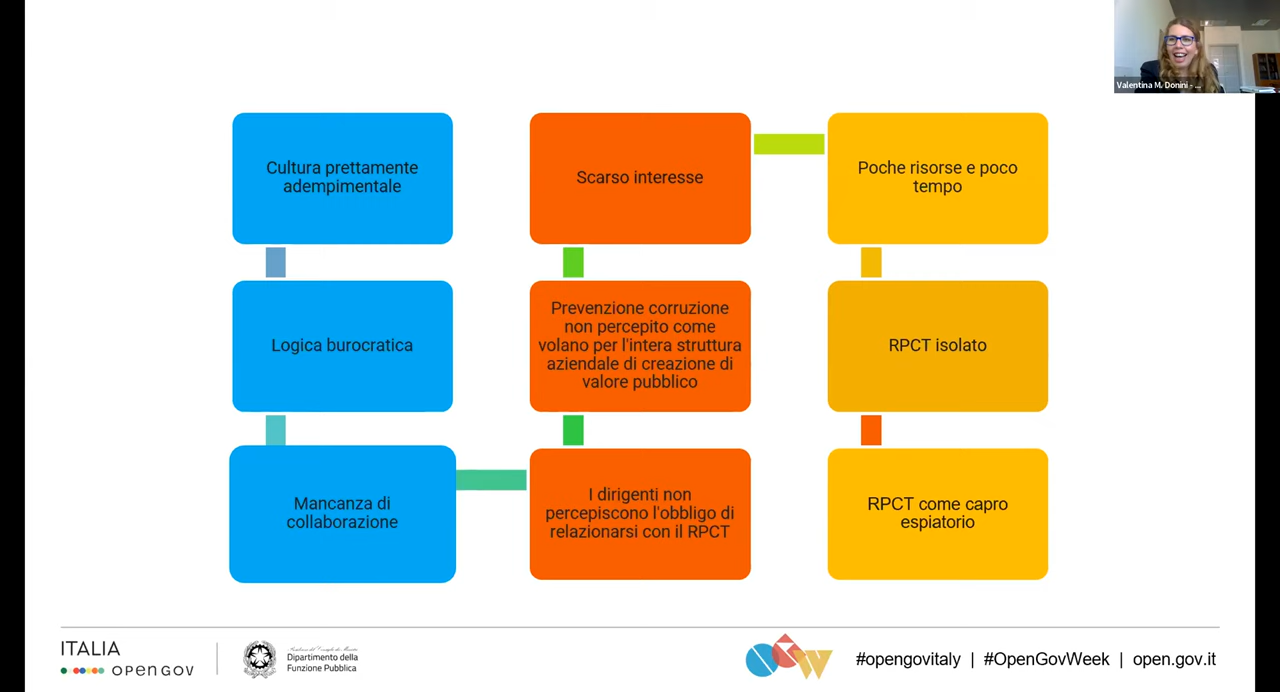 Valentina M. Donini - ...
Cultura prettamente
adempimentale
Logica burocratica
Mancanza di
collaborazione
Scarso interesse
Prevenzione corruzione
non percepito come
volano per l'intera struttura
aziendale di creazione di
valore pubblico
I dirigenti non
percepiscono l'obbligo di
relazionarsi con il RPCT
Poche risorse e poco
tempo
RPCT isolato
RPCT come capro
espiatorio
ITALIA
open gov
Dipartimento della
Funzione Pubblica
OGW
#opengovitaly | #OpenGovWeek | open.gov.it